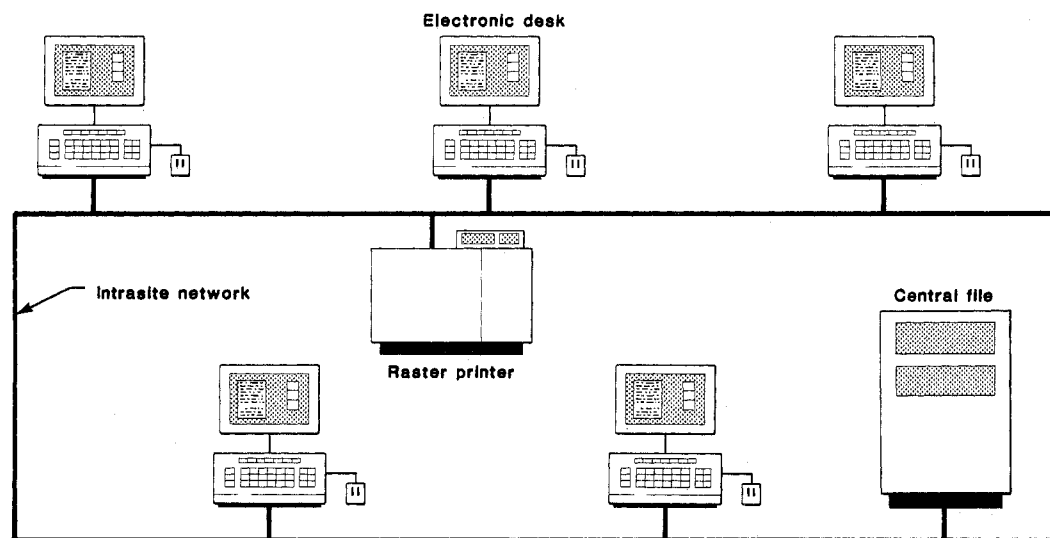 Electronic desk
Intrasite network
Central file
Raster printer